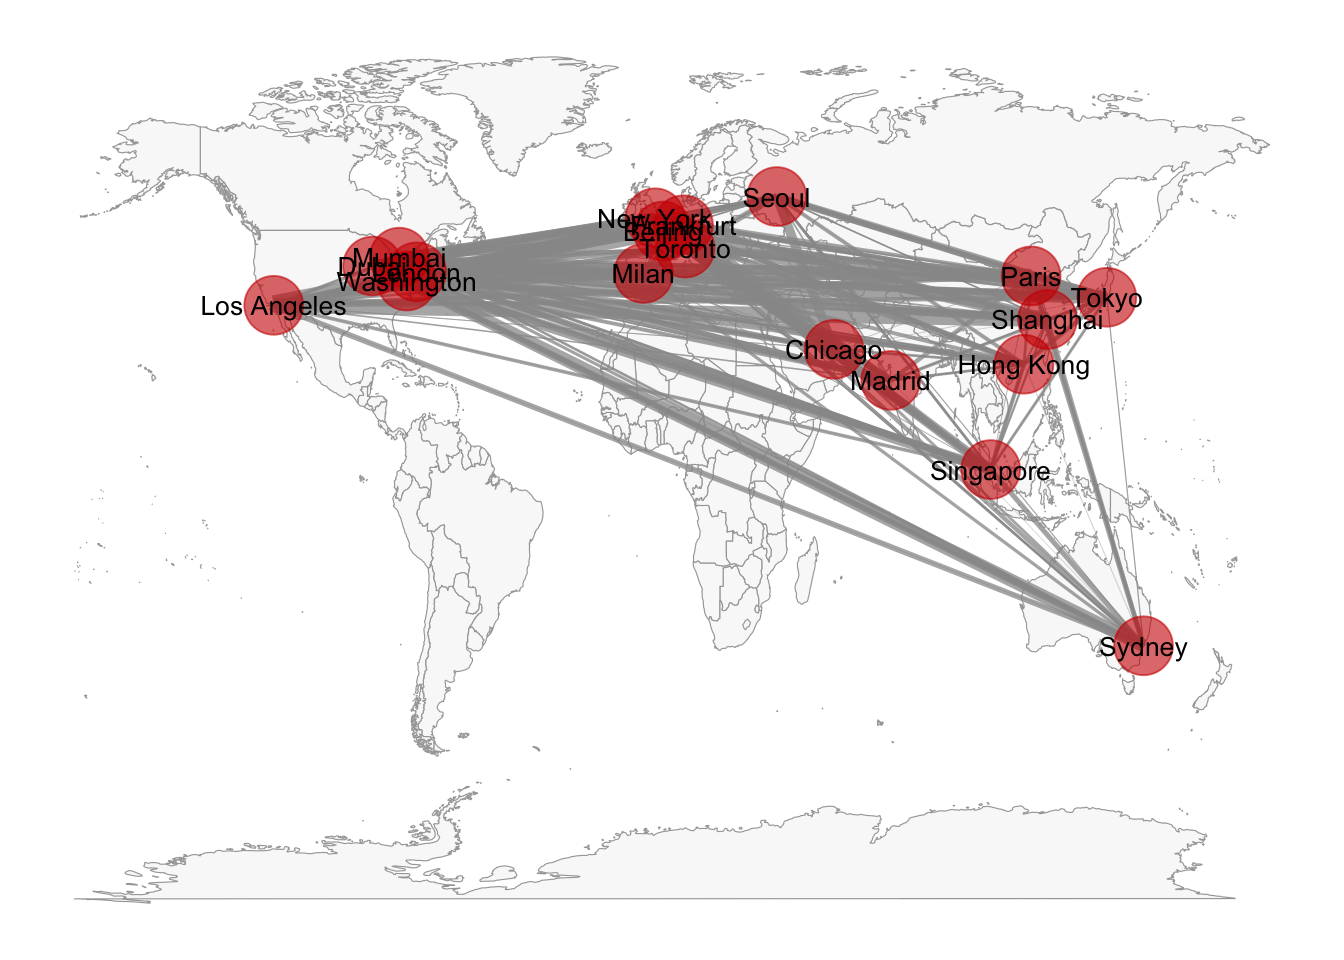 Seoul
New York
Frankfurt
Beijing
Toronto
Mumbai
Dubai
London
Milan
Washington
Paris
Los Angeles
Tokyo
Shanghai
Chicago
Hong Kong
Madrid
Singapore
Sydney